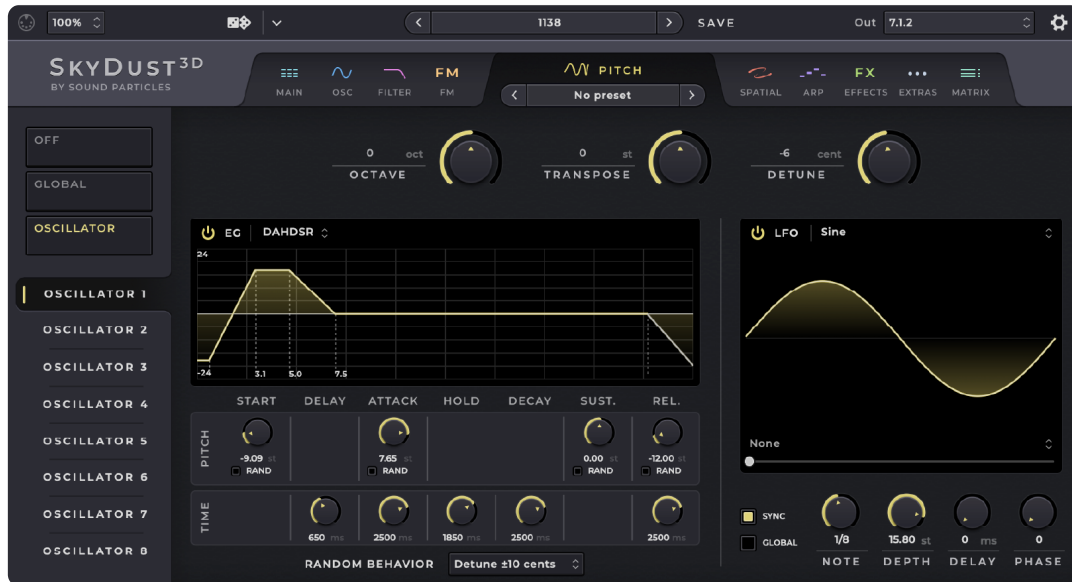 100%
1138
SAVE
Out 7.1.2
SKYDUST3D
BY SOUND PARTICLES
MAIN
OSC
FILTER
FM
FM
PITCH
No preset
SPATIAL
ARP
FX
EFFECTS
EXTRAS
MATRIX
OFF
GLOBAL
OSCILLATOR
0 oct
OCTAVE
0 st
TRANSPOSE
-6 cent
DETUNE
OSCILLATOR 1
OSCILLATOR 2
OSCILLATOR 3
OSCILLATOR 4
OSCILLATOR 5
OSCILLATOR 6
OSCILLATOR 7
OSCILLATOR 8
EG DAHDSR
24
-24 3.1 5.0 7.5
START DELAY ATTACK HOLD DECAY SUST. REL.
PITCH
-9.09 st 7.65 st 0.00 st -12.00 st
RAND RAND RAND RAND
TIME
650 ms 2500 ms 1850 ms 2500 ms 2500 ms
RANDOM BEHAVIOR Detune ±10 cents
LFO Sine
None
SYNC
GLOBAL
1/8 15.80 st 0 ms 0
NOTE DEPTH DELAY PHASE